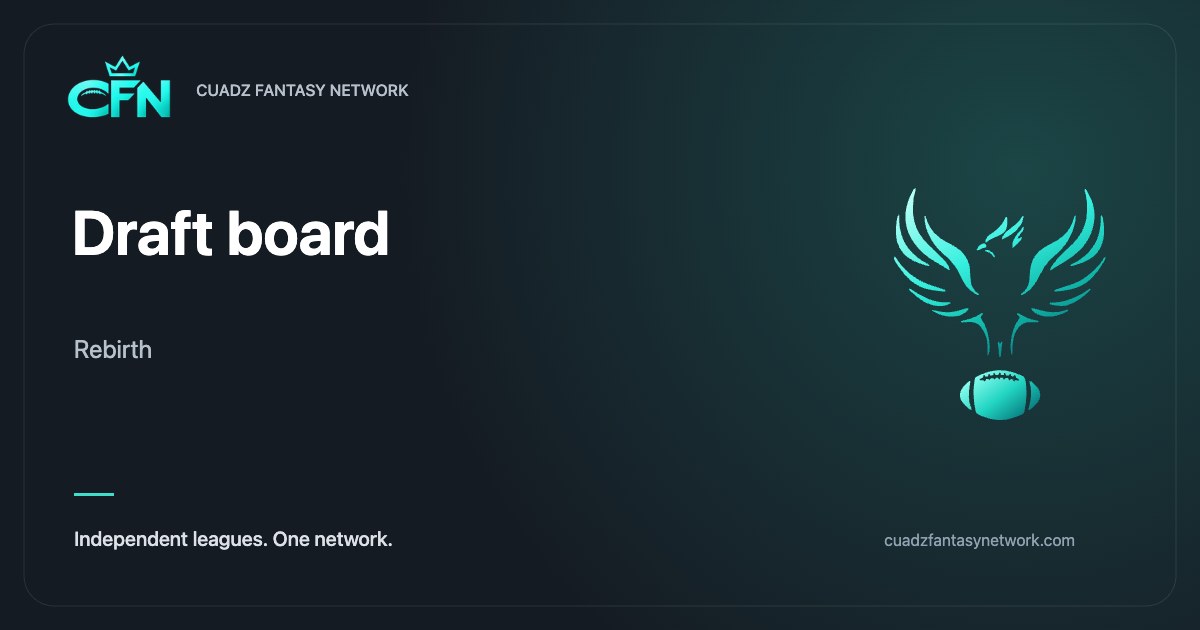 CFN
CUADZ FANTASY NETWORK
Draft board
Rebirth
Independent leagues. One network.
cuadzfantasynetwork.com